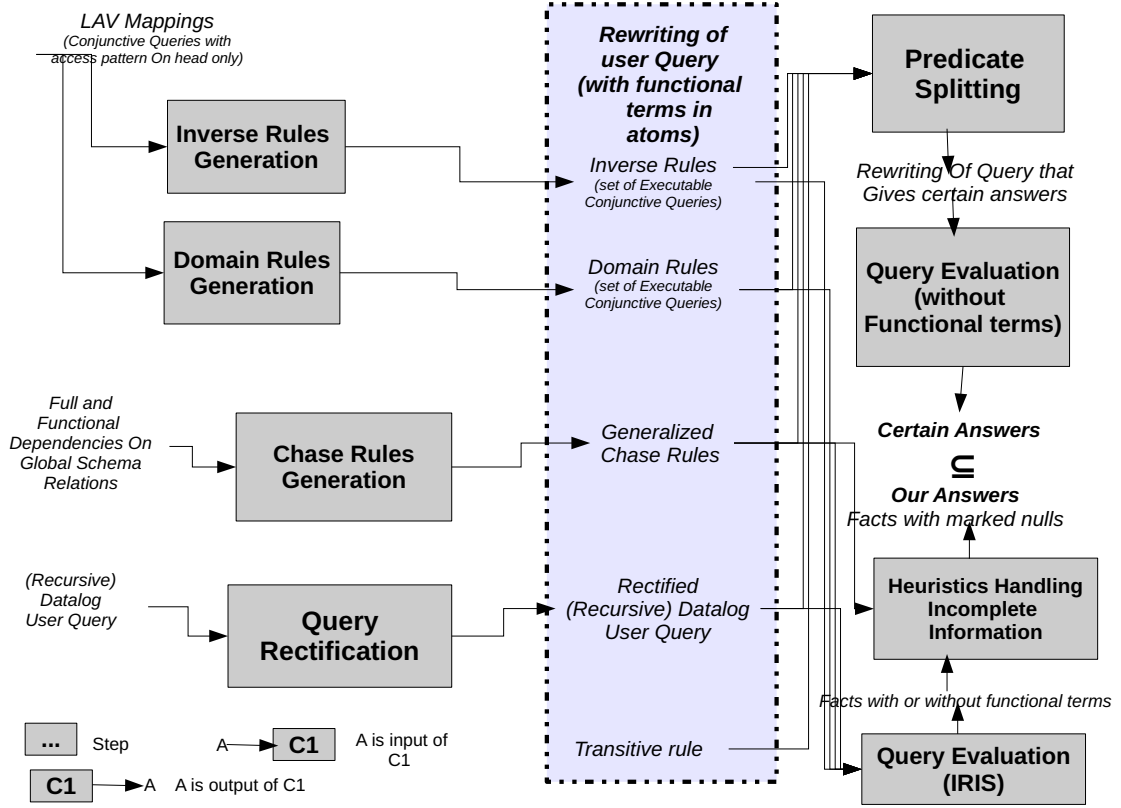 LAV Mappings
(Conjunctive Queries with
access pattern On head only)
Inverse Rules
Generation
Domain Rules
Generation
Full and
Functional
Dependencies On
Global Schema
Relations
Chase Rules
Generation
(Recursive)
Datalog
User Query
Query
Rectification
... Step
A C1 A is input of
C1
C1 A A is output of C1
Rewriting of
user Query
(with functional
terms in
atoms)
Inverse Rules
(set of Executable
Conjunctive Queries)
Domain Rules
(set of Executable
Conjunctive Queries)
Generalized
Chase Rules
Rectified
(Recursive) Datalog
User Query
Transitive rule
Predicate
Splitting
Rewriting Of Query that
Gives certain answers
Query Evaluation
(without
Functional terms)
Certain Answers
⊆
Our Answers
Facts with marked nulls
Heuristics Handling
Incomplete
Information
Facts with or without functional terms
Query Evaluation
(IRIS)